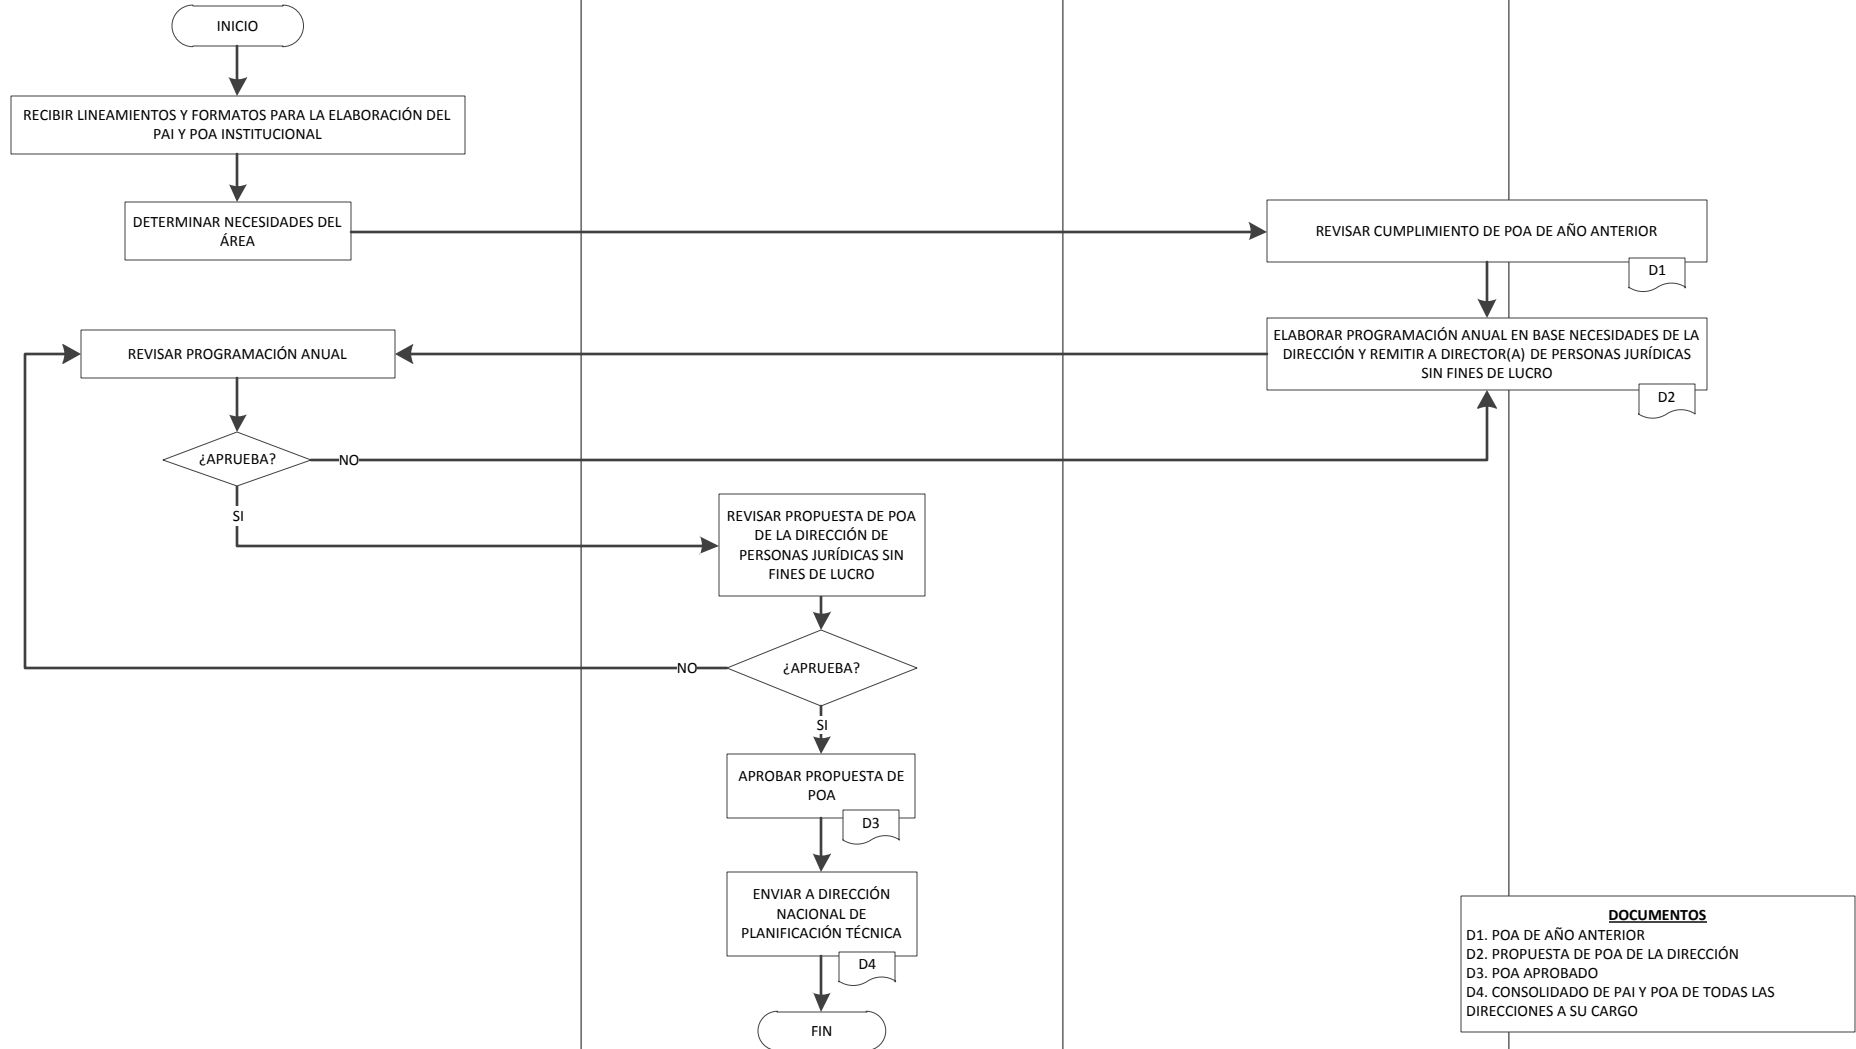 INICIO
RECIBIR LINEAMIENTOS Y FORMATOS PARA LA ELABORACIÓN DEL
PAI Y POA INSTITUCIONAL
DETERMINAR NECESIDADES DEL
ÁREA
REVISAR CUMPLIMIENTO DE POA DE AÑO ANTERIOR
D1
ELABORAR PROGRAMACIÓN ANUAL EN BASE NECESIDADES DE LA
DIRECCIÓN Y REMITIR A DIRECTOR(A) DE PERSONAS JURÍDICAS
SIN FINES DE LUCRO
D2
REVISAR PROGRAMACIÓN ANUAL
¿APRUEBA?
NO
SI
REVISAR PROPUESTA DE POA
DE LA DIRECCIÓN DE
PERSONAS JURÍDICAS SIN
FINES DE LUCRO
¿APRUEBA?
NO
SI
APROBAR PROPUESTA DE
POA
D3
ENVIAR A DIRECCIÓN
NACIONAL DE
PLANIFICACIÓN TÉCNICA
D4
FIN
DOCUMENTOS
D1. POA DE AÑO ANTERIOR
D2. PROPUESTA DE POA DE LA DIRECCIÓN
D3. POA APROBADO
D4. CONSOLIDADO DE PAI Y POA DE TODAS LAS
DIRECCIONES A SU CARGO